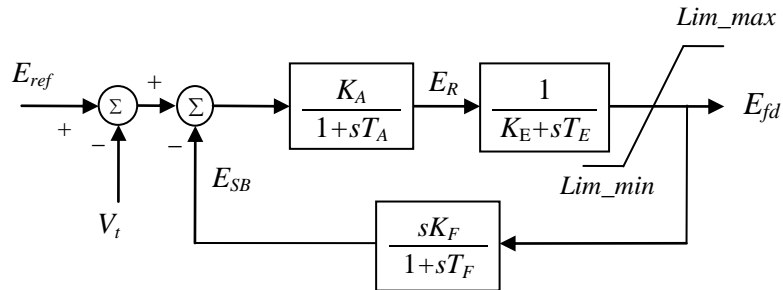 Lim_max
E_ref
+
−
Σ
V_t
+
−
Σ
E_SB
K_A
1+sT_A
E_R
1
K_E+sT_E
E_fd
Lim_min
sK_F
1+sT_F